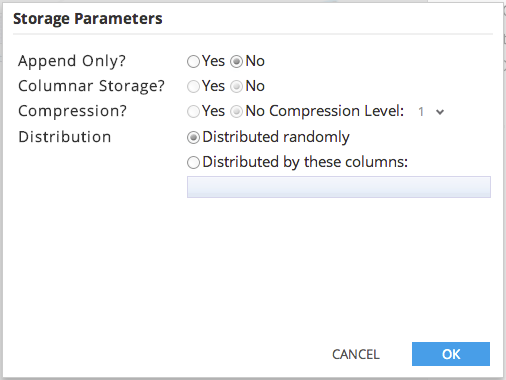 Storage Parameters
Append Only? Yes No
Columnar Storage? Yes No
Compression? Yes No Compression Level: 1
Distribution Distributed randomly
Distributed by these columns:
CANCEL OK